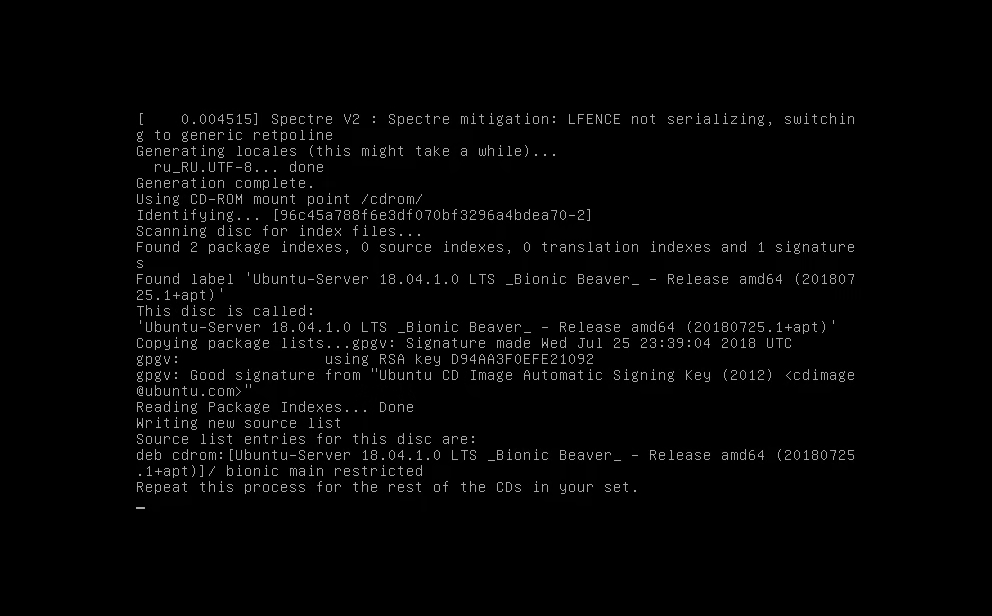 [    0.004515] Spectre V2 : Spectre mitigation: LFENCE not serializing, switchin
g to generic retpoline
Generating locales (this might take a while)...
  ru_RU.UTF-8... done
Generation complete.
Using CD-ROM mount point /cdrom/
Identifying... [96c45a788f6e3df070bf3296a4bdea70-2]
Scanning disc for index files...
Found 2 package indexes, 0 source indexes, 0 translation indexes and 1 signature
s
Found label 'Ubuntu-Server 18.04.1.0 LTS _Bionic Beaver_ - Release amd64 (201807
25.1+apt)'
This disc is called:
'Ubuntu-Server 18.04.1.0 LTS _Bionic Beaver_ - Release amd64 (20180725.1+apt)'
Copying package lists...gpgv: Signature made Wed Jul 25 23:39:04 2018 UTC
gpgv:                using RSA key D94AA3F0EFE21092
gpgv: Good signature from "Ubuntu CD Image Automatic Signing Key (2012) <cdimage
@ubuntu.com>"
Reading Package Indexes... Done
Writing new source list
Source list entries for this disc are:
deb cdrom:[Ubuntu-Server 18.04.1.0 LTS _Bionic Beaver_ - Release amd64 (20180725
.1+apt)]/ bionic main restricted
Repeat this process for the rest of the CDs in your set.